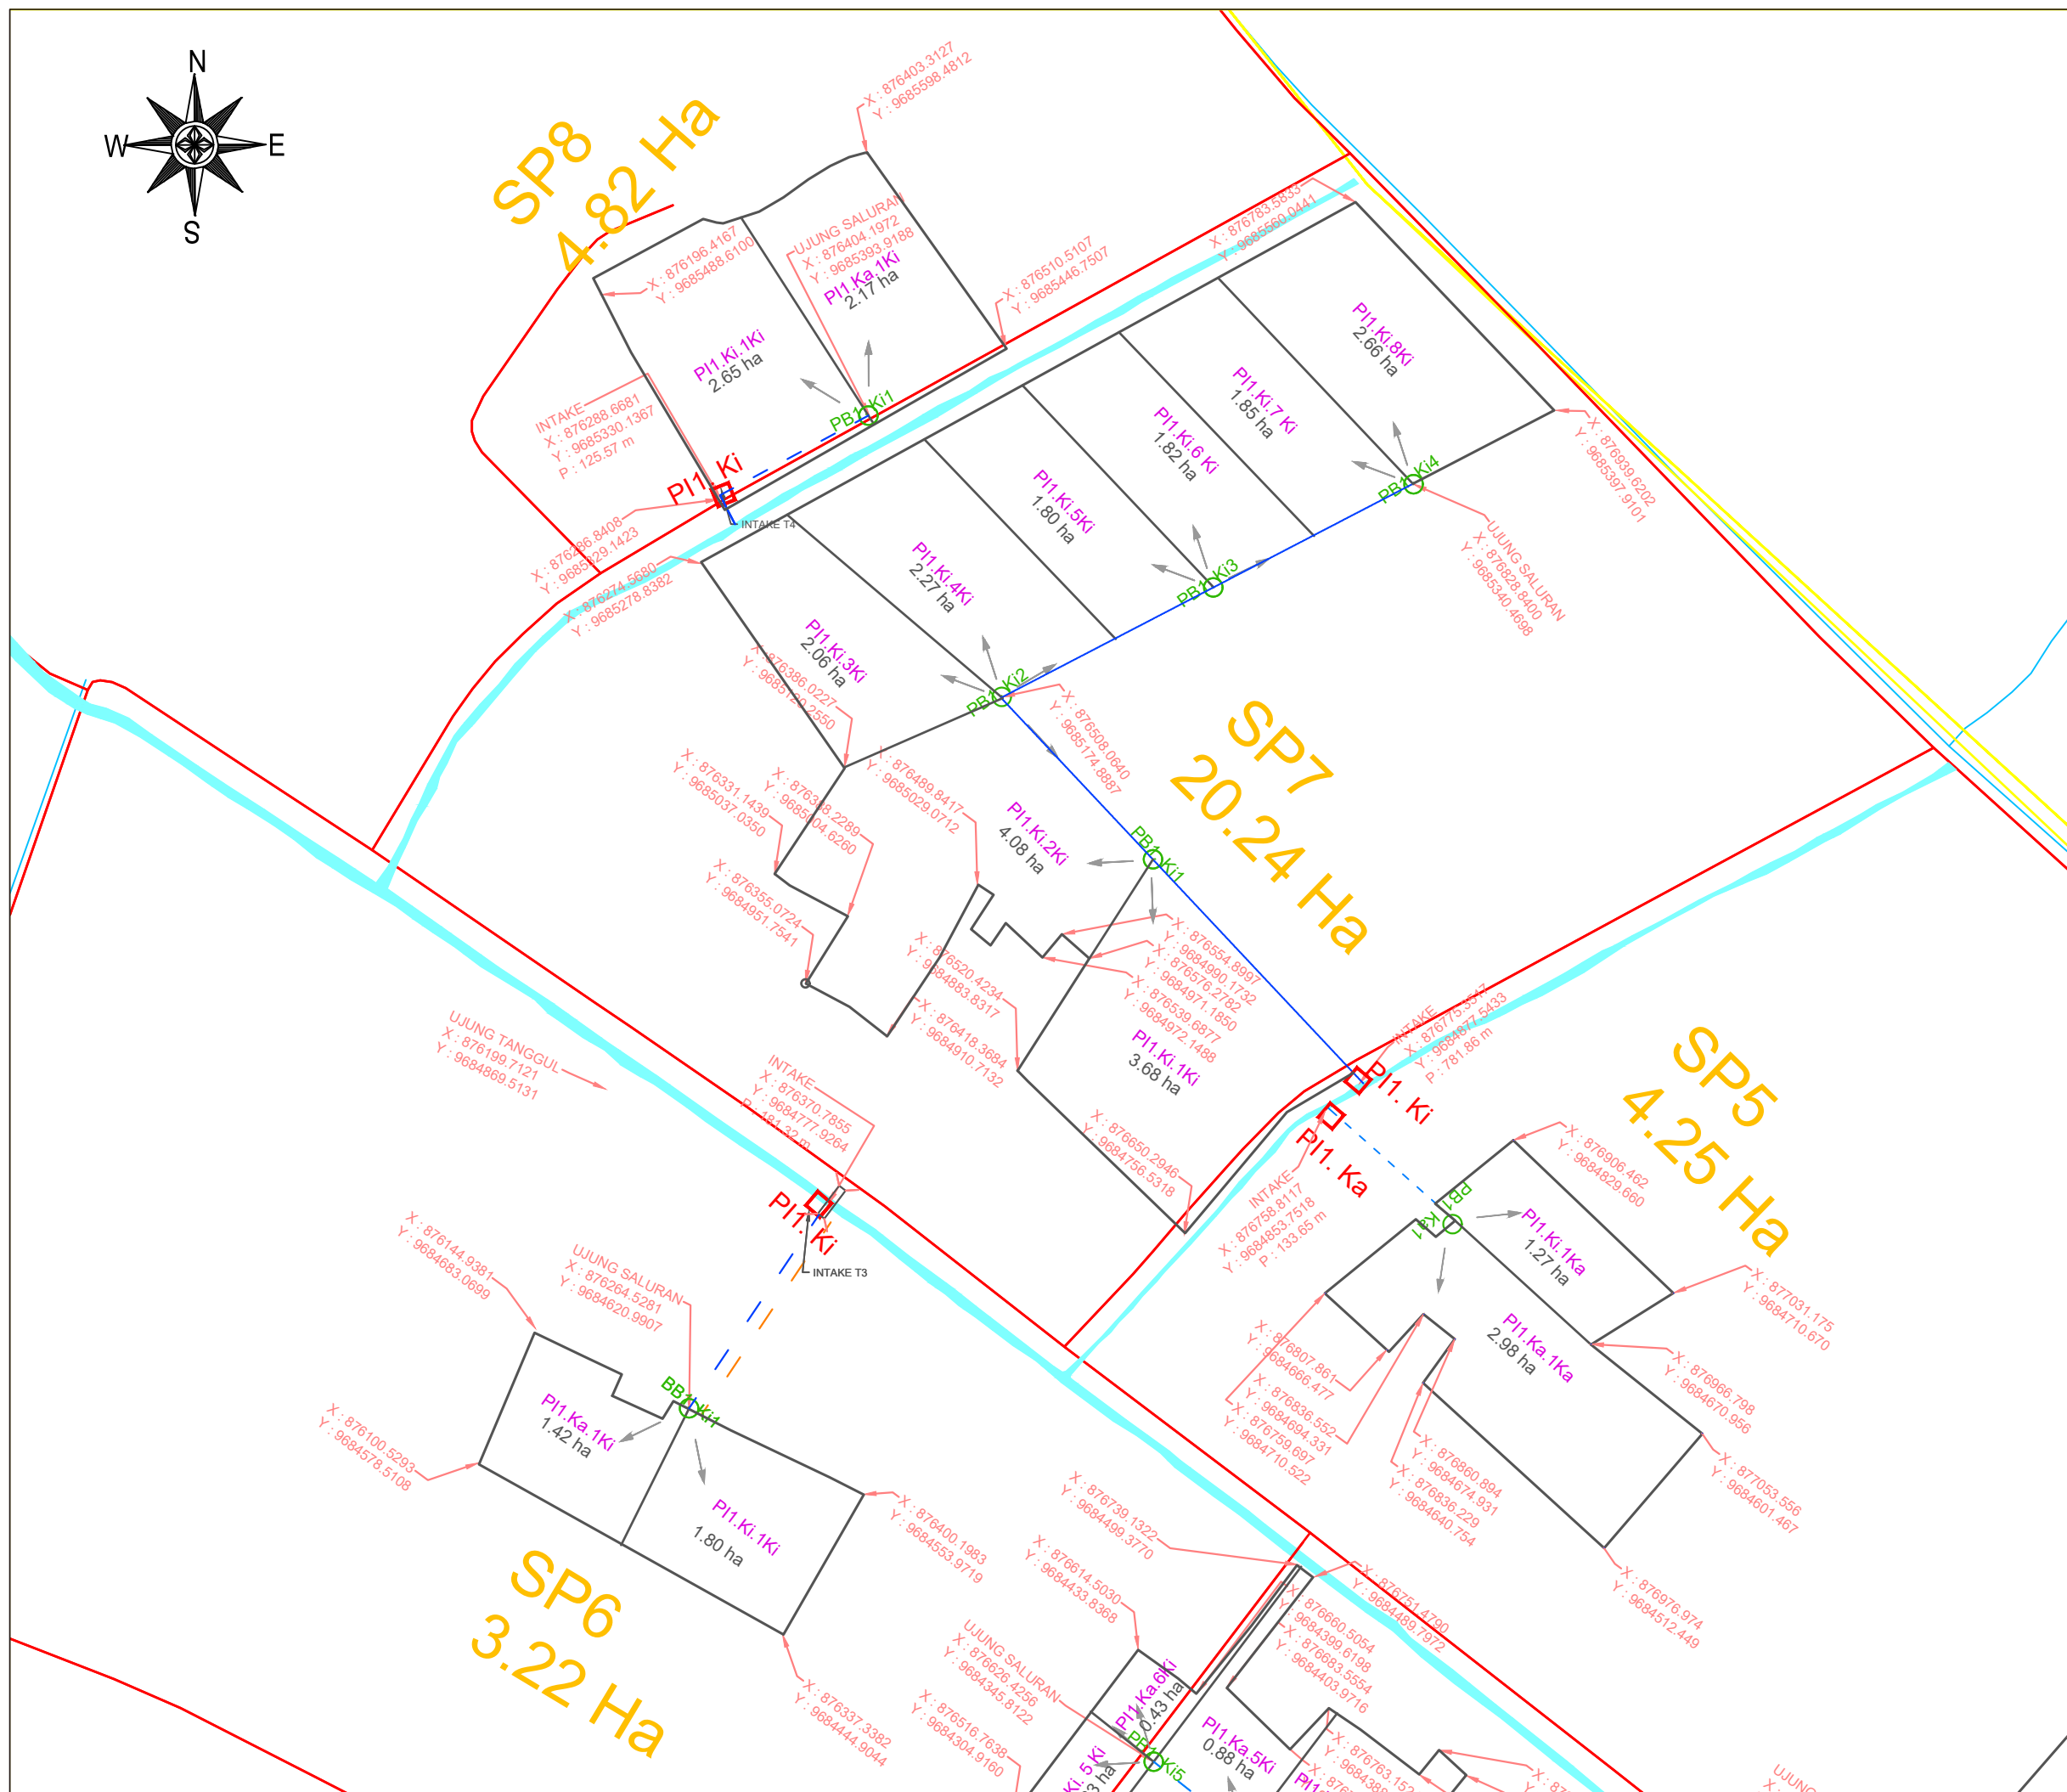 N
W
E
S
SP8
4.82 Ha
X : 876403.3127
Y : 9685598.4812
X : 876196.4167
Y : 9685488.6100
UJUNG SALURAN
X : 876404.1972
Y : 9685393.9188
PI1.Ka.1Ki
2.17 ha
X : 876510.5107
Y : 9685446.7507
X : 876783.5833
Y : 9685560.0441
PI1.Ki.1Ki
2.65 ha
INTAKE
X : 876288.6681
Y : 9685330.1367
P : 125.57 m
PB1. Ki1
PI1. Ki
INTAKE T4
X : 876286.8408
Y : 9685329.1423
X : 876274.5680
Y : 9685278.8382
PI1.Ki.8Ki
2.66 ha
PI1.Ki.7 Ki
1.85 ha
PI1.Ki.6 Ki
1.82 ha
PI1.Ki.5Ki
1.80 ha
PI1.Ki.4Ki
2.27 ha
PI1.Ki.3Ki
2.06 ha
X : 876939.6202
Y : 9685397.9101
PB1. Ki4
UJUNG SALURAN
X : 876828.8400
Y : 9685340.4698
PB1. Ki3
PB1. Ki2
X : 876386.0227
Y : 9685120.2550
X : 876508.0640
Y : 9685174.8887
SP7
20.24 Ha
X : 876331.1439
Y : 9685037.0350
X : 876388.2289
Y : 9685004.6260
X : 876489.8417
Y : 9685029.0712
PI1.Ki.2Ki
4.08 ha
PB1. Ki1
X : 876355.0724
Y : 9684951.7541
X : 876520.4234
Y : 9684883.8317
X : 876418.3684
Y : 9684910.7132
X : 876554.8997
Y : 9684990.1732
X : 876576.2782
Y : 9684971.1850
X : 876539.6877
Y : 9684972.1488
PI1.Ki.1Ki
3.68 ha
UJUNG TANGGUL
X : 876199.7121
Y : 9684869.5131
INTAKE
X : 876370.7855
Y : 9684777.9264
P : 181.32 m
INTAKE
Y : 9684877.5433
P : 781.86 m
PI1. Ki
PI1. Ka
SP5
4.25 Ha
X : 876650.2946
Y : 9684756.5318
INTAKE
X : 876758.8117
Y : 9684853.7518
P : 133.65 m
X : 876906.462
Y : 9684829.660
PB1. Ka1
PI1.Ki.1Ka
1.27 ha
X : 877031.175
Y : 9684710.670
PI1. Ki
INTAKE T3
X : 876144.9381
Y : 9684683.0699
UJUNG SALURAN
X : 876264.5281
Y : 9684620.9907
PI1.Ka.1Ka
2.98 ha
X : 876807.861
Y : 9684666.477
X : 876836.552
Y : 9684694.331
X : 876759.697
Y : 9684710.522
X : 876966.798
Y : 9684670.956
BB1. Ki1
PI1.Ka.1Ki
1.42 ha
X : 876100.5293
Y : 9684578.5108
PI1.Ki.1Ki
1.80 ha
X : 876860.894
Y : 9684674.931
X : 876836.229
Y : 9684640.754
X : 877053.556
Y : 9684601.467
X : 876400.1983
Y : 9684553.9719
X : 876739.1322
Y : 9684499.3770
X : 876614.5030
Y : 9684433.8368
SP6
3.22 Ha
X : 876751.4790
Y : 9684489.7972
X : 876976.974
Y : 9684512.449
X : 876660.5054
Y : 9684399.6198
X : 876683.5554
Y : 9684403.9716
UJUNG SALURAN
X : 876626.4256
Y : 9684345.8122
X : 876337.3382
Y : 9684444.9044
X : 876516.7638
Y : 9684304.9160
PI1.Ka.6Ki
0.43 ha
PB1. Ki5
PI1.Ka.5Ki
0.88 ha
X : 876763.152